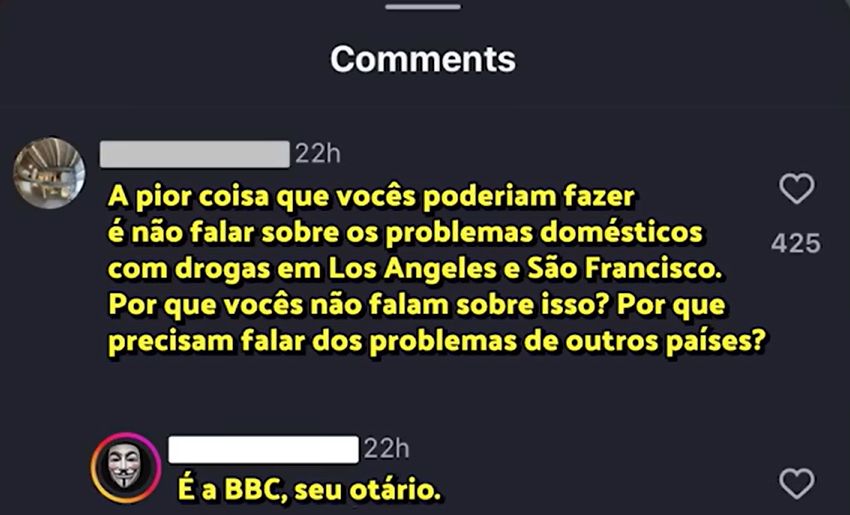 Comments
22h
A pior coisa que vocês poderiam fazer
é não falar sobre os problemas domésticos
com drogas em Los Angeles e São Francisco.
Por que vocês não falam sobre isso? Por que
precisam falar dos problemas de outros países?
425
22h
É a BBC, seu otário.